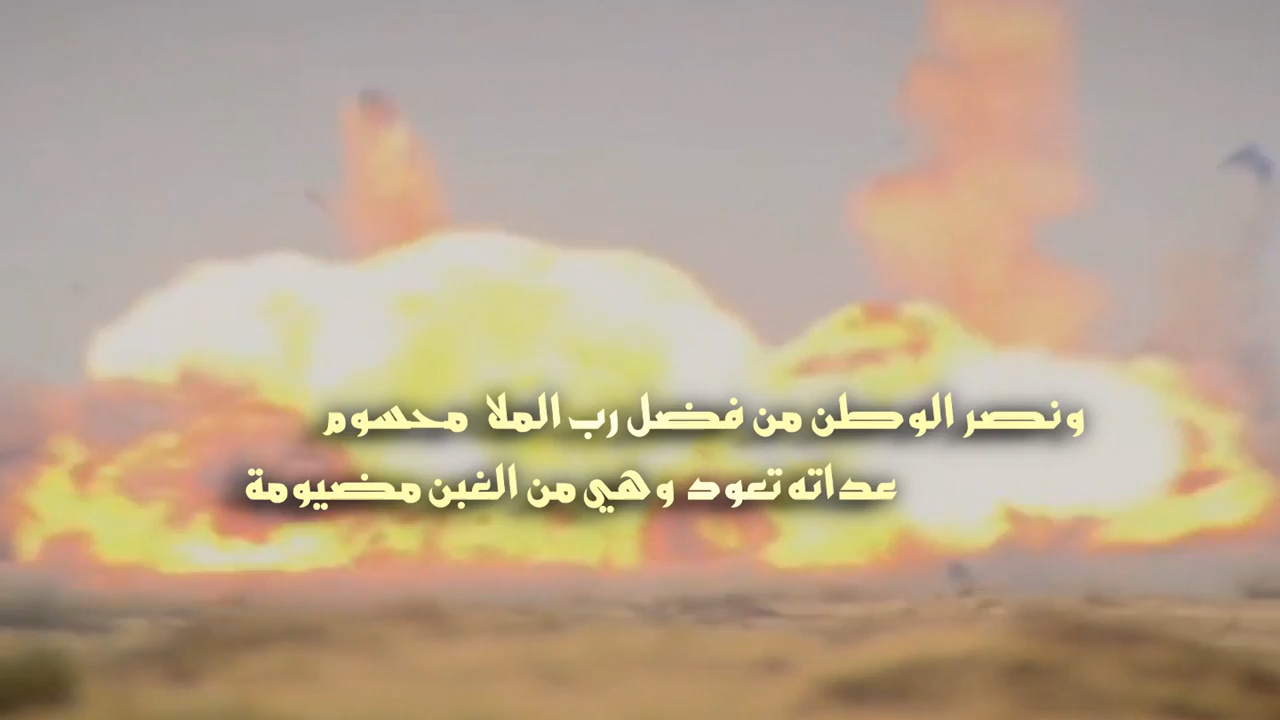 ونصر الوطن من فضل رب الملا محسوم
عداته تعود وهي من الغبن مضيومة